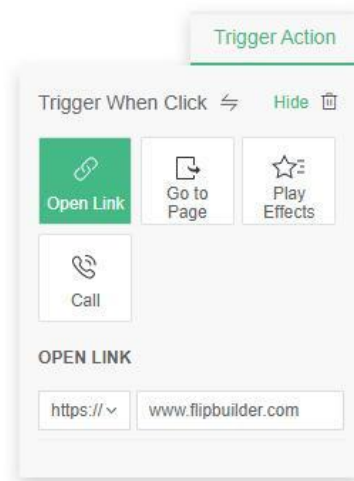 Trigger Action
Trigger When Click Hide
Open Link
Go to
Page
Play
Effects
Call
OPEN LINK
https:// www.flipbuilder.com